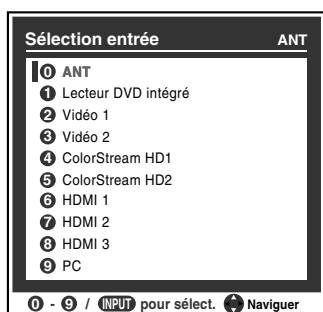 Sélection entrée ANT
0 ANT
1 Lecteur DVD intégré
2 Vidéo 1
3 Vidéo 2
4 ColorStream HD1
5 ColorStream HD2
6 HDMI 1
7 HDMI 2
8 HDMI 3
9 PC
0 - 9 / INPUT pour sélect. Naviguer